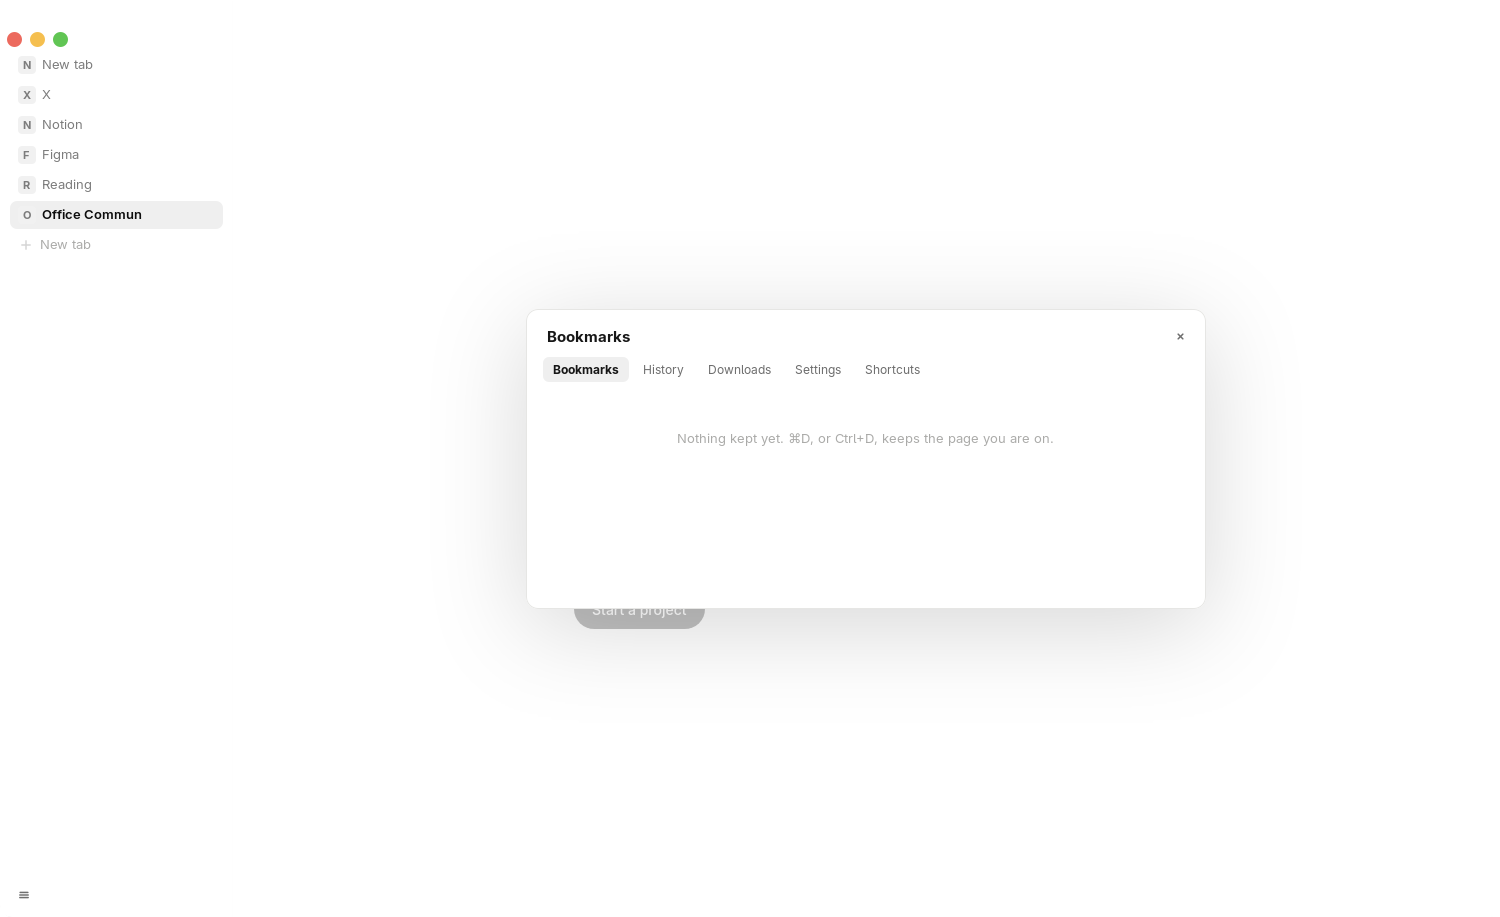 N New tab
X X
N Notion
F Figma
R Reading
O Office Commun
+ New tab
Bookmarks
×
Bookmarks History Downloads Settings Shortcuts
Nothing kept yet. ⌘D, or Ctrl+D, keeps the page you are on.
Start a project